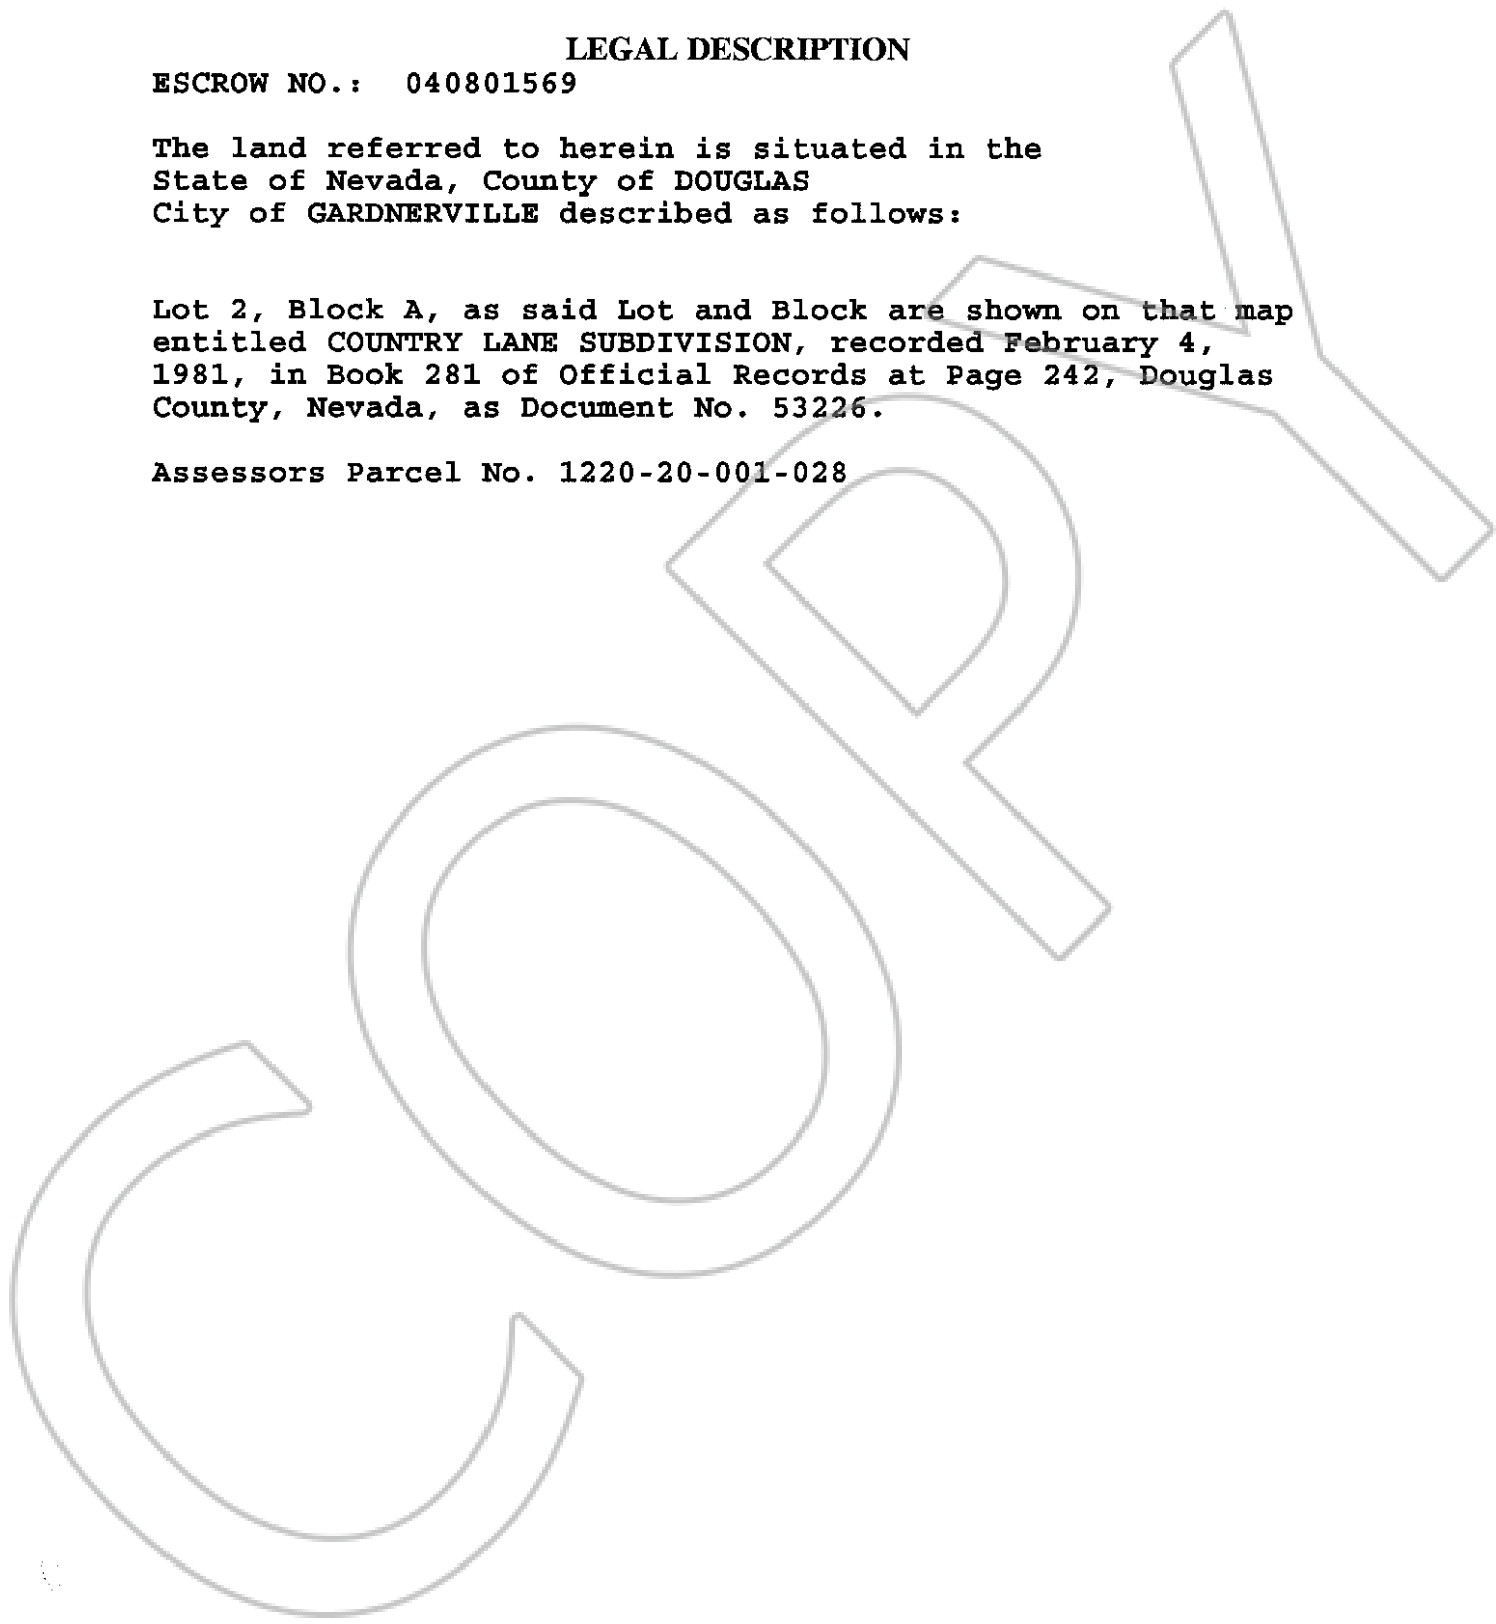 LEGAL DESCRIPTION
ESCROW NO.: 040801569
The land referred to herein is situated in the
State of Nevada, County of DOUGLAS
City of GARDNERVILLE described as follows:
Lot 2, Block A, as said Lot and Block are shown on that map
entitled COUNTRY LANE SUBDIVISION, recorded February 4,
1981, in Book 281 of Official Records at Page 242, Douglas
County, Nevada, as Document No. 53226.
Assessors Parcel No. 1220-20-001-028
COPY